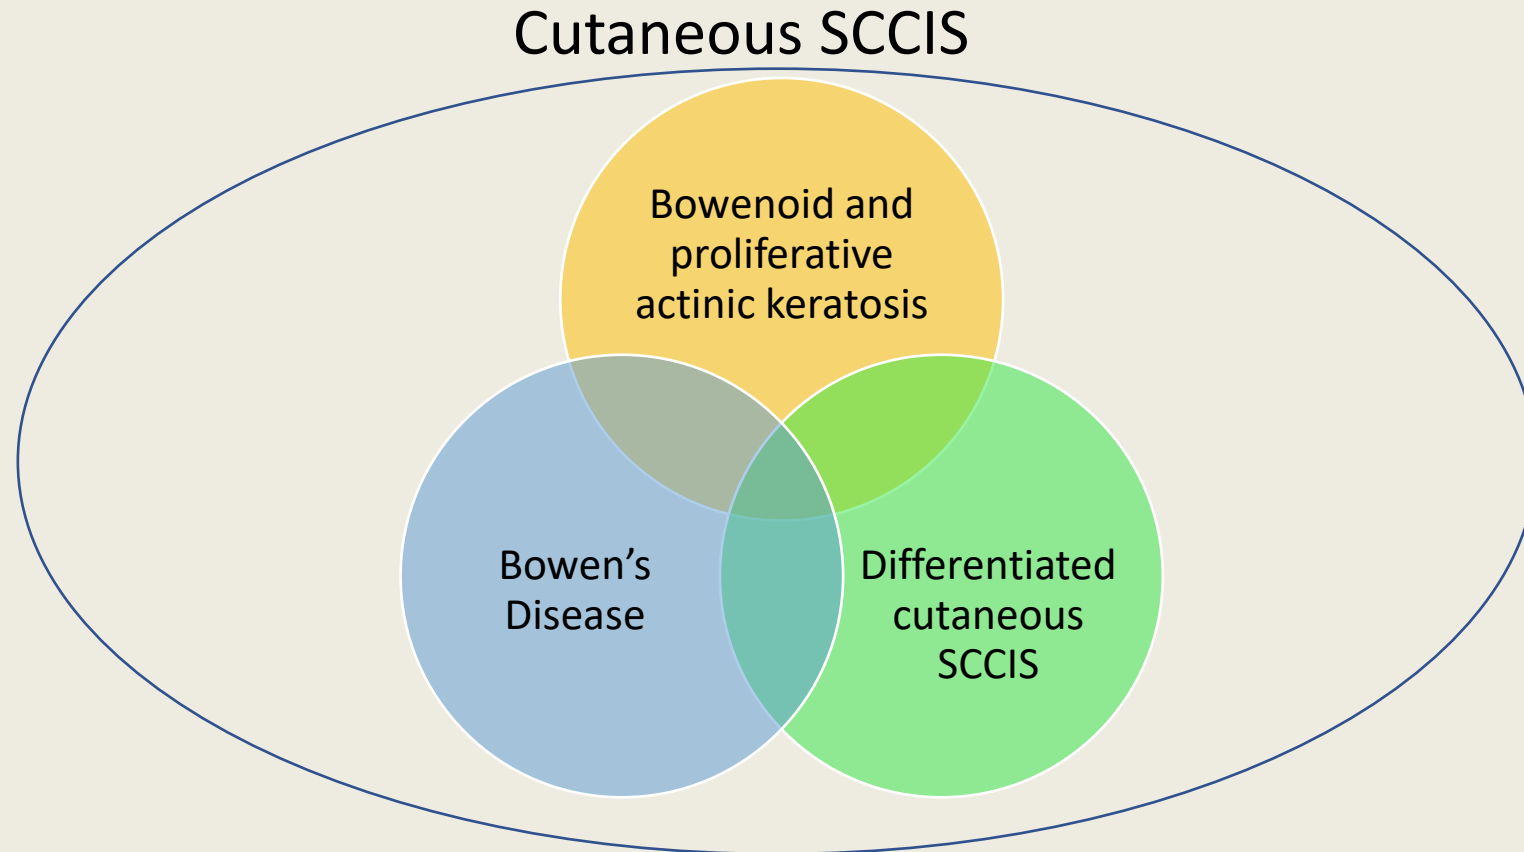 Cutaneous SCCIS
Bowenoid and
proliferative
actinic keratosis
Bowen’s
Disease
Differentiated
cutaneous
SCCIS